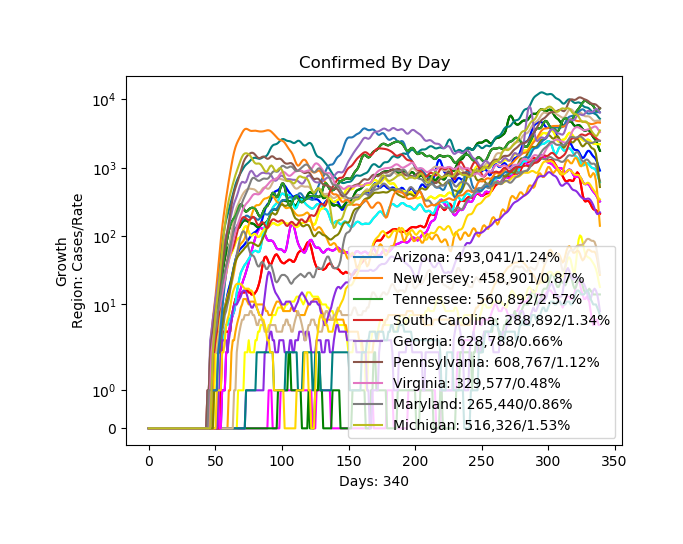 Confirmed By Day
Growth
Region: Cases/Rate
10⁴
10³
10²
10¹
10⁰
0
Arizona: 493,041/1.24%
New Jersey: 458,901/0.87%
Tennessee: 560,892/2.57%
South Carolina: 288,892/1.34%
Georgia: 628,788/0.66%
Pennsylvania: 608,767/1.12%
Virginia: 329,577/0.48%
Maryland: 265,440/0.86%
Michigan: 516,326/1.53%
0 50 100 150 200 250 300 350
Days: 340